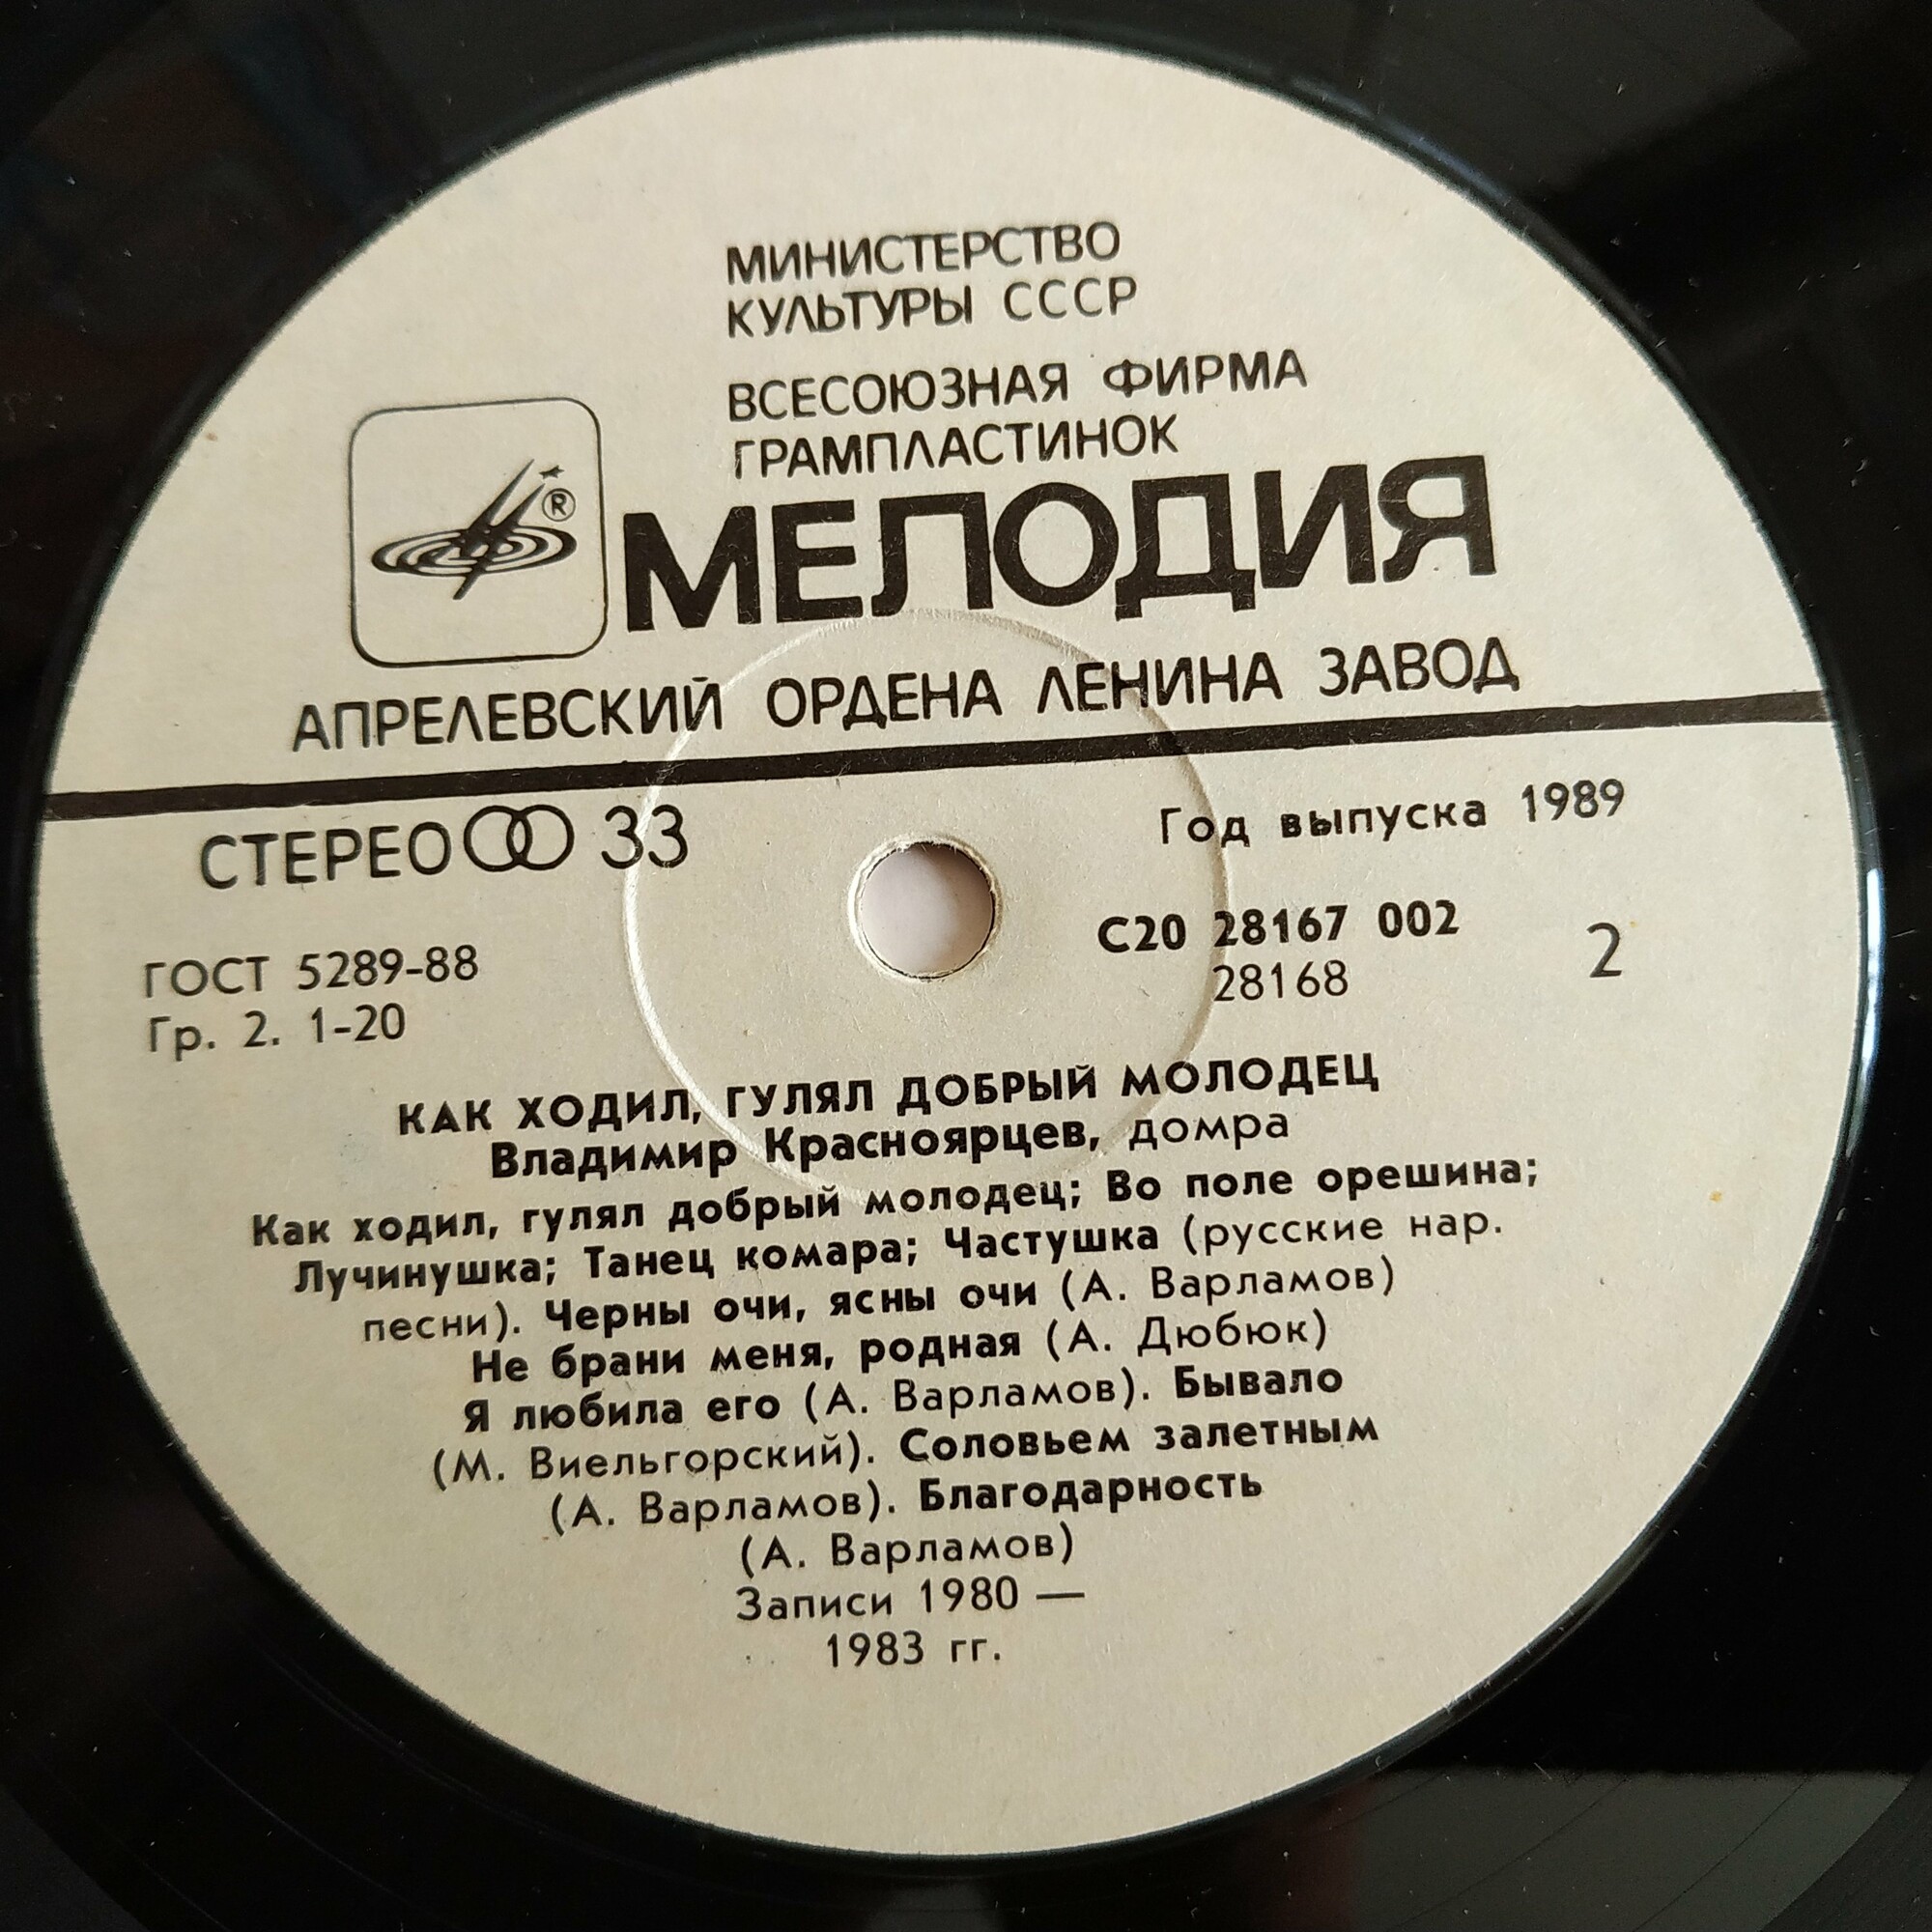 МИНИСТЕРСТВО
КУЛЬТУРЫ СССР
ВСЕСОЮЗНАЯ ФИРМА
ГРАМПЛАСТИНОК
®
МЕЛОДИЯ
АПРЕЛЕВСКИЙ ОРДЕНА ЛЕНИНА ЗАВОД
СТЕРЕО 33
Год выпуска 1989
ГОСТ 5289-88
Гр. 2. 1-20
С20 28167 002
28168
2
КАК ХОДИЛ, ГУЛЯЛ ДОБРЫЙ МОЛОДЕЦ
Владимир Красноярцев, домра
Как ходил, гулял добрый молодец; Во поле орешина;
Лучинушка; Танец комара; Частушка (русские нар.
песни). Черны очи, ясны очи (А. Варламов)
Не брани меня, родная (А. Дюбюк)
Я любила его (А. Варламов). Бывало
(М. Виельгорский). Соловьем залетным
(А. Варламов). Благодарность
(А. Варламов)
Записи 1980 —
1983 гг.